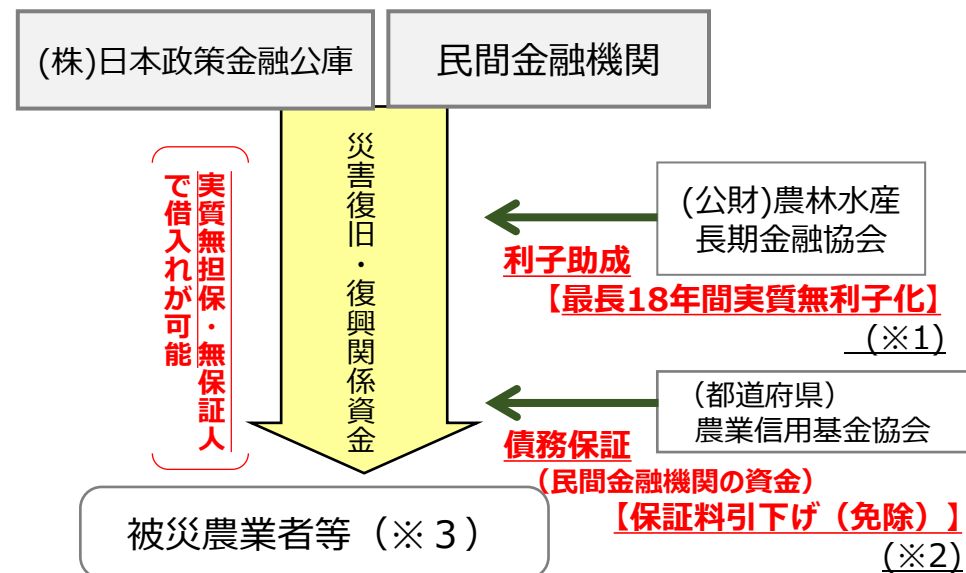 (株)日本政策金融公庫
民間金融機関
災害復旧・復興関係資金
実質無担保・無保証人
で借入れが可能
(公財)農林水産
長期金融協会
利子助成
【最長18年間実質無利子化】
(※1)
（都道府県）
農業信用基金協会
債務保証
（民間金融機関の資金）
【保証料引下げ（免除）】
(※2)
被災農業者等（※３）